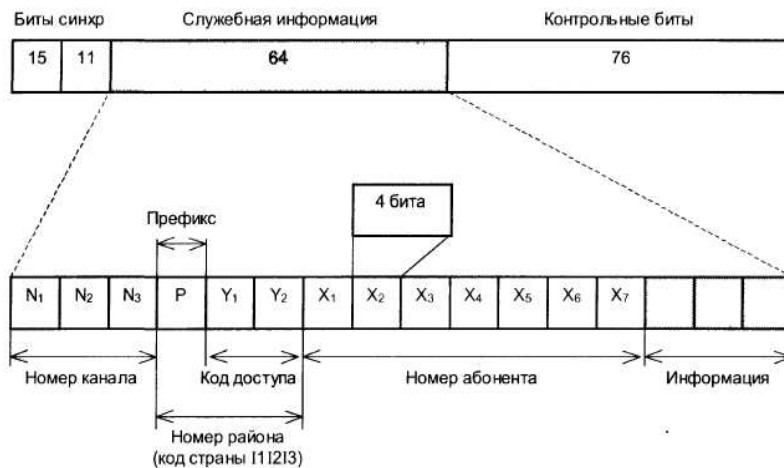 Биты синхр Служебная информация Контрольные биты
15 11 64 76
4 бита
Префикс
N1 N2 N3 P Y1 Y2 X1 X2 X3 X4 X5 X6 X7
Номер канала Код доступа Номер абонента Информация
Номер района
(код страны I1I2I3)